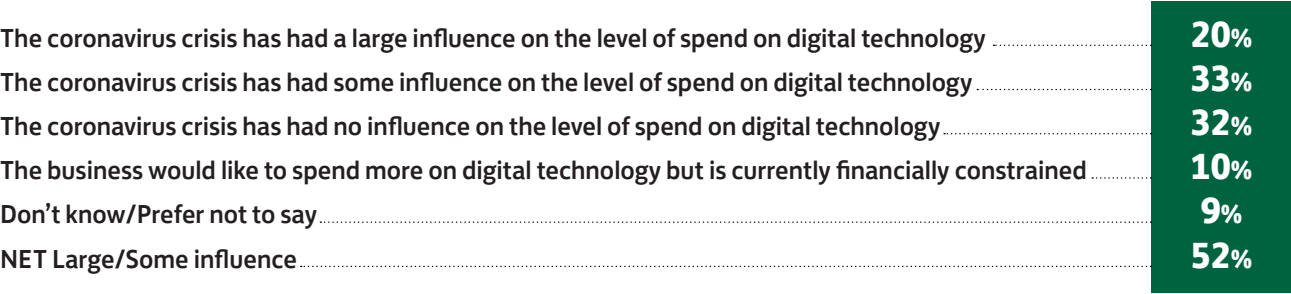 The coronavirus crisis has had a large influence on the level of spend on digital technology 20%
The coronavirus crisis has had some influence on the level of spend on digital technology 33%
The coronavirus crisis has had no influence on the level of spend on digital technology 32%
The business would like to spend more on digital technology but is currently financially constrained 10%
Don’t know/Prefer not to say 9%
NET Large/Some influence 52%